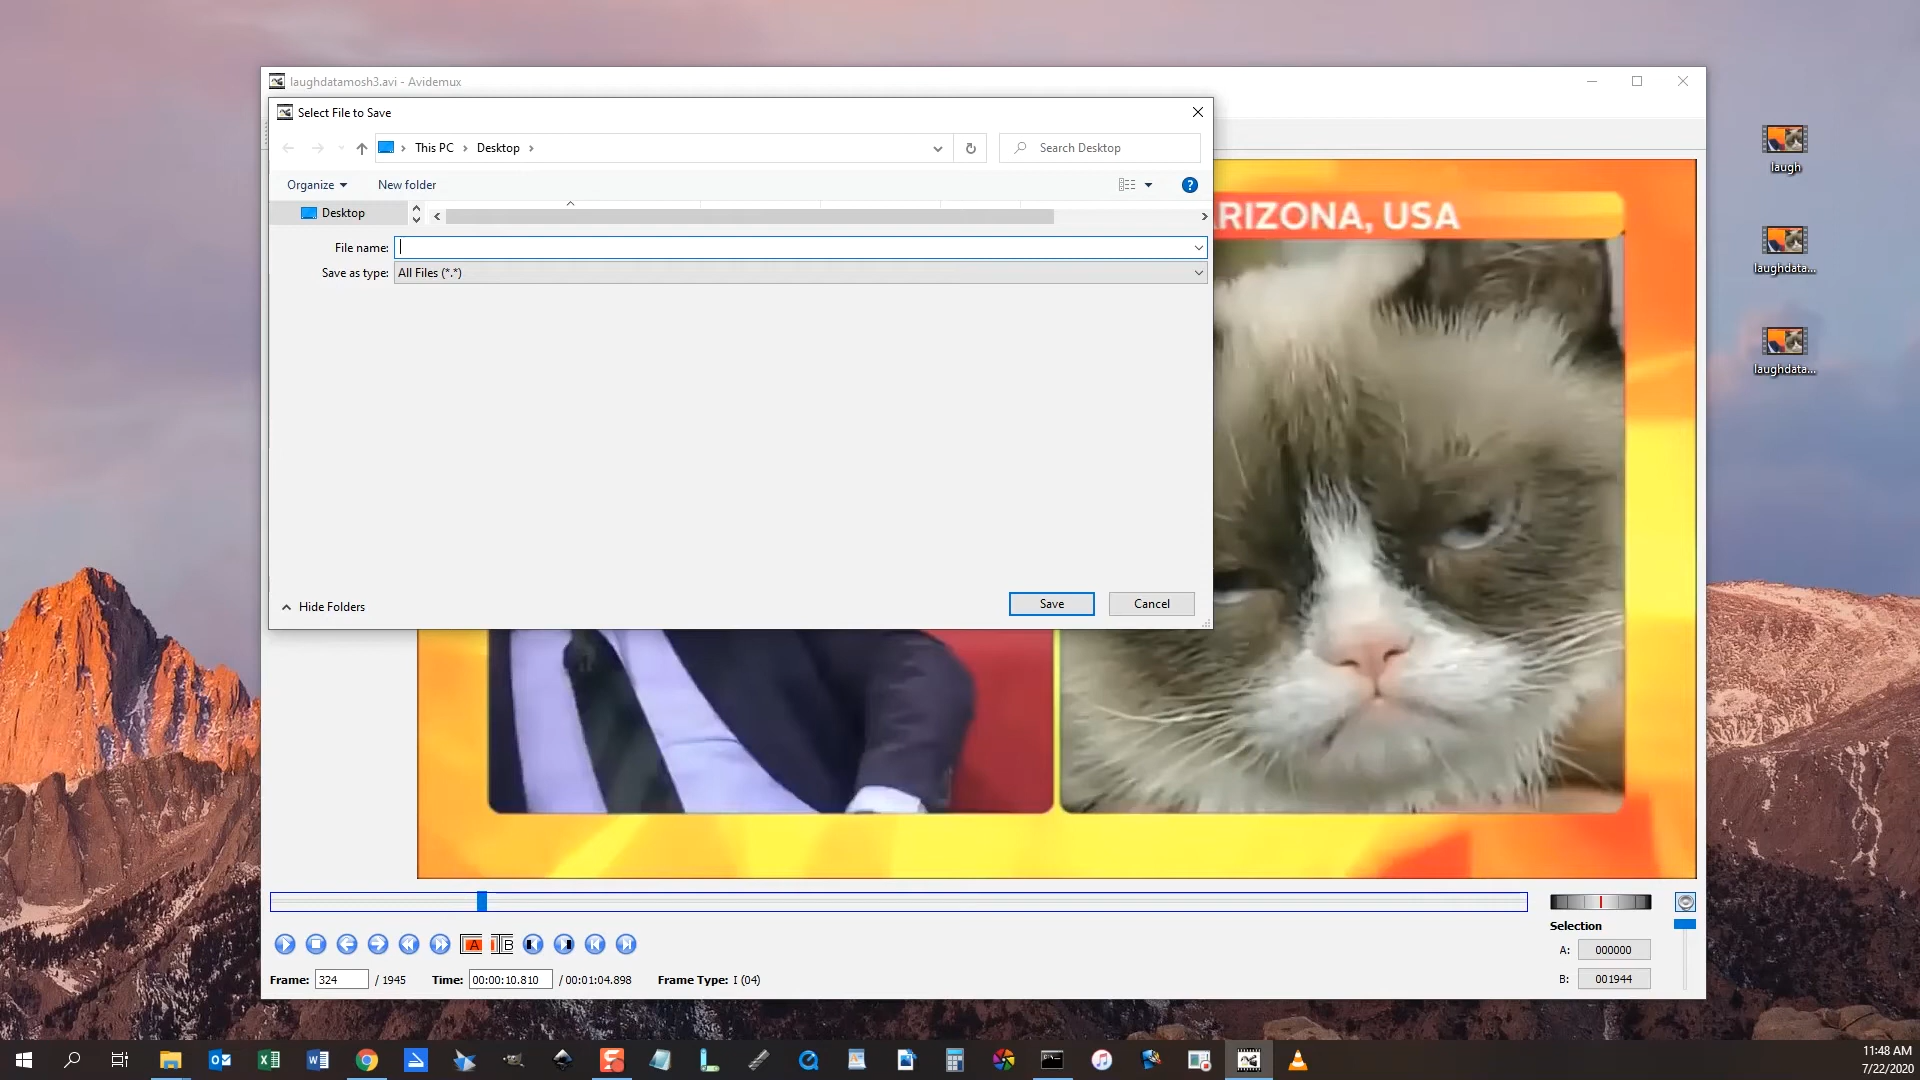 laughdatamosh3.avi - Avidemux
Select File to Save
This PC
Desktop
Search Desktop
Organize
New folder
?
Desktop
File name:
Save as type: All Files (*.*)
Hide Folders
Save
Cancel
RIZONA, USA
laugh
laughdata...
laughdata...
A
B
Selection
A: 000000
B: 001944
Frame: 324 / 1945 Time: 00:00:10.810 / 00:01:04.898 Frame Type: I (04)
11:48 AM
7/22/2020